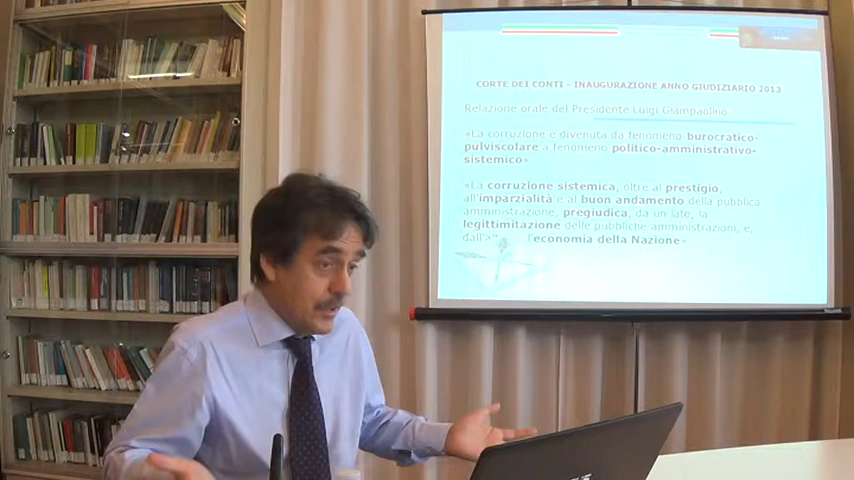 CORTE DEI CONTI – INAUGURAZIONE ANNO GIUDIZIARIO 2013
Relazione orale del Presidente Luigi Giampaolino
«La corruzione è divenuta da fenomeno burocratico-
pulviscolare a fenomeno politico-amministrativo-
sistemico»
«La corruzione sistemica, oltre al prestigio,
all'imparzialità e al buon andamento della pubblica
amministrazione, pregiudica, da un late, la
legittimitazione delle pubbliche amministrazioni, e,
l'economia della Nazione»